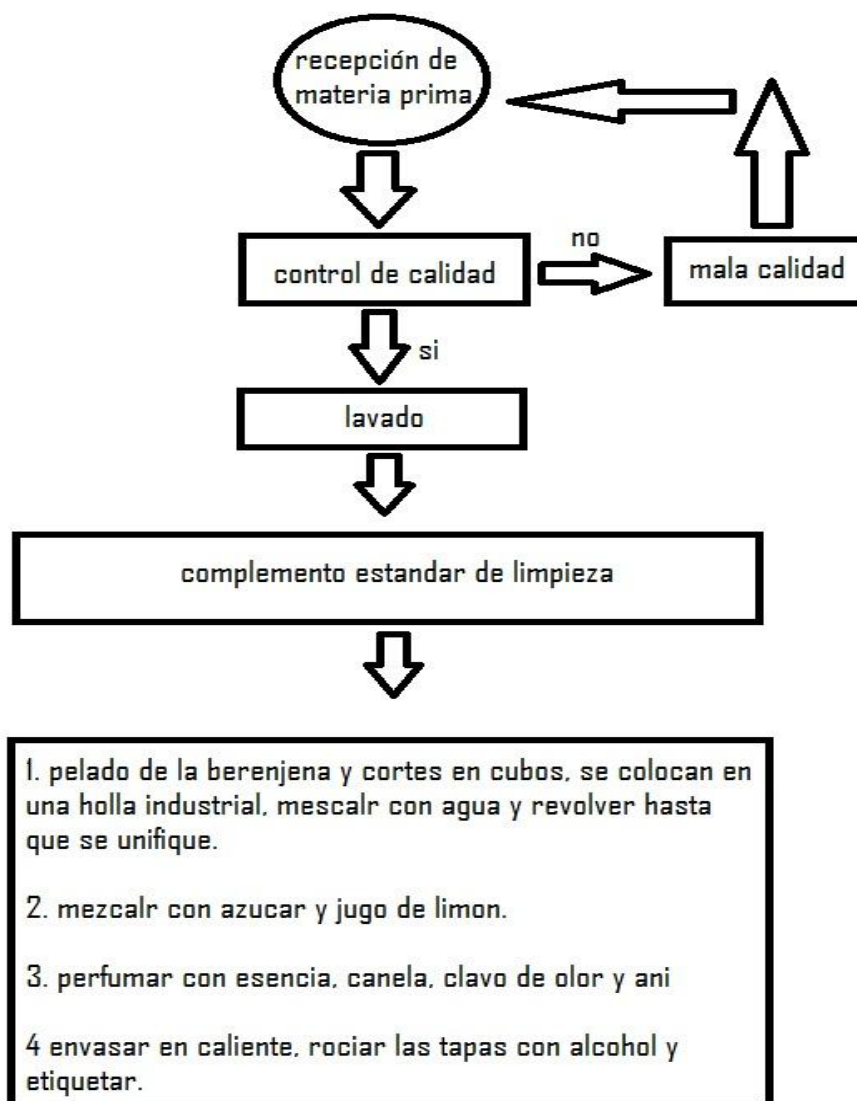 recepción de
materia prima
control de calidad
no
mala calidad
si
lavado
complemento estandar de limpieza
1. pelado de la berenjena y cortes en cubos, se colocan en
una holla industrial, mescalr con agua y revolver hasta
que se unifique.
2. mezcalr con azucar y jugo de limon.
3. perfumar con esencia, canela, clavo de olor y ani
4 envasar en caliente, rociar las tapas con alcohol y
etiquetar.